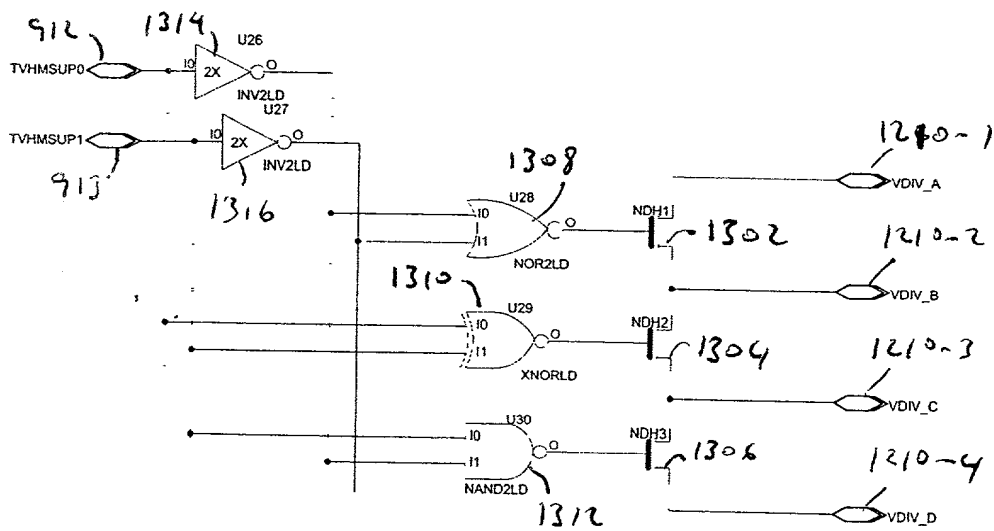 912
1314
U26
TVHMSUP0
I0
2X
O
INV2LD
U27
TVHMSUP1
I0
2X
O
INV2LD
913
1316
1308
U28
I0
I1
O
NOR2LD
NDH1
1302
1210-1
VDIV_A
1210-2
VDIV_B
1310
U29
I0
I1
O
XNORLD
NDH2
1304
1210-3
VDIV_C
U30
I0
I1
O
NAND2LD
1312
NDH3
1306
1210-4
VDIV_D